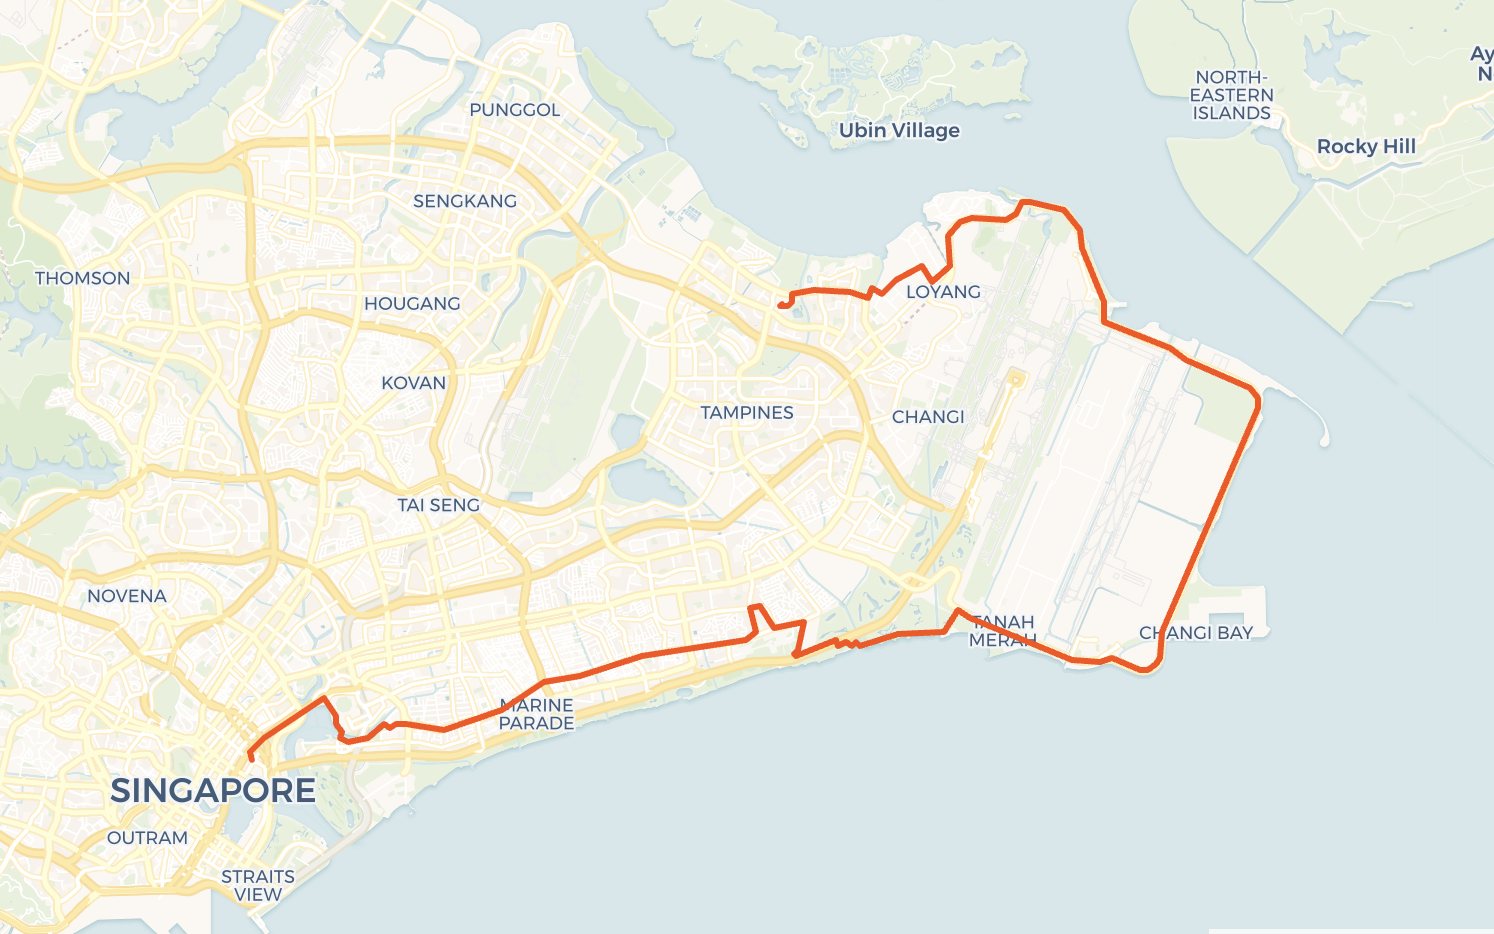 Ay
N
NORTH-
EASTERN
ISLANDS
PUNGGOL
Ubin Village
Rocky Hill
SENGKANG
THOMSON
HOUGANG
LOYANG
KOVAN
TAMPINES
CHANGI
TAI SENG
NOVENA
TANAH
MERAH
CHANGI BAY
MARINE
PARADE
SINGAPORE
OUTRAM
STRAITS
VIEW